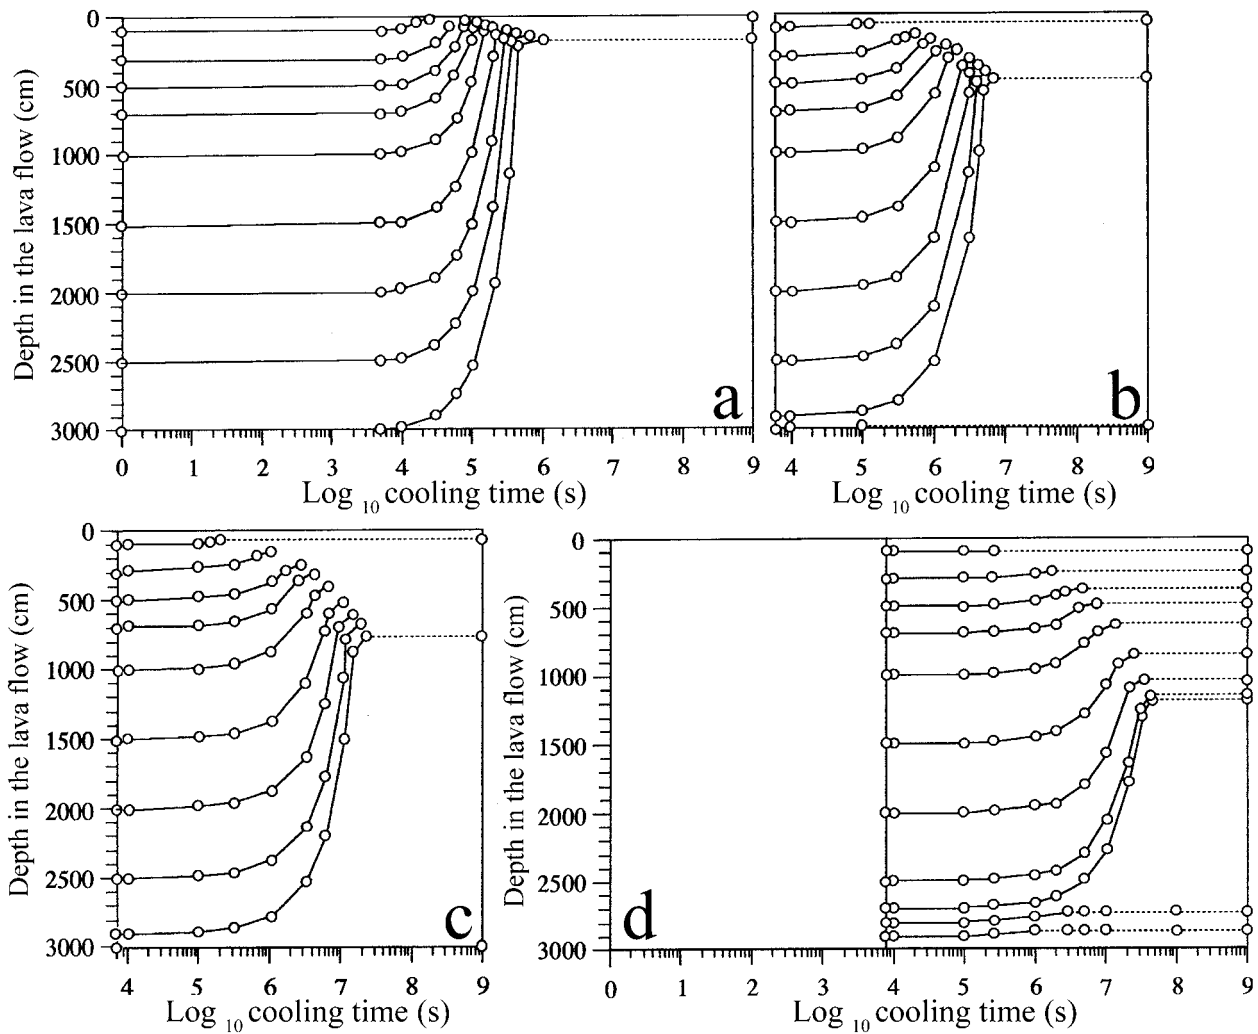 Depth in the lava flow (cm)
0
500
1000
1500
2000
2500
3000
a
0 1 2 3 4 5 6 7 8 9
Log 10 cooling time (s)
b
4 5 6 7 8 9
Log 10 cooling time (s)
Depth in the lava flow (cm)
0
500
1000
1500
2000
2500
3000
c
4 5 6 7 8 9
Log 10 cooling time (s)
Depth in the lava flow (cm)
0
500
1000
1500
2000
2500
3000
d
0 1 2 3 4 5 6 7 8 9
Log 10 cooling time (s)